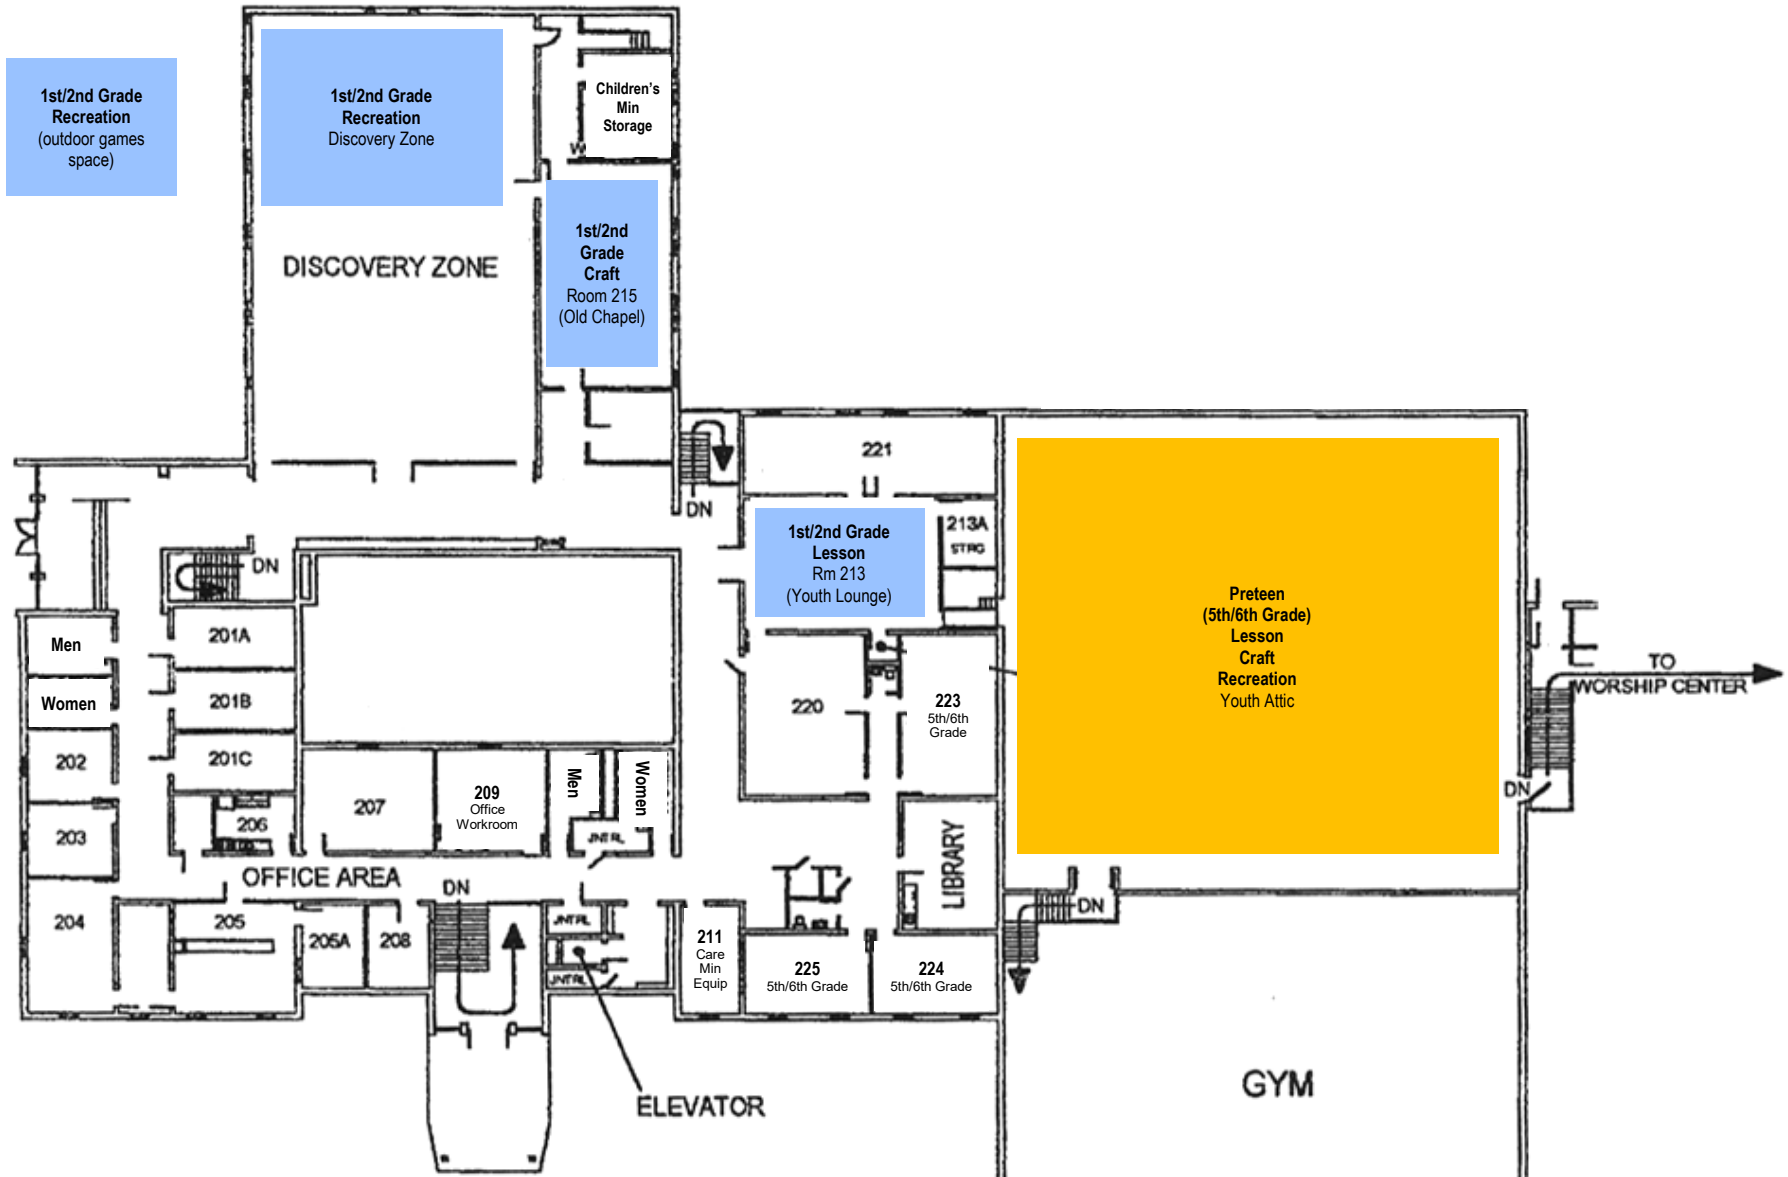 1st/2nd Grade
Recreation
(outdoor games
space)
1st/2nd Grade
Recreation
Discovery Zone
Children's
Min
Storage
W
1st/2nd
Grade
Craft
Room 215
(Old Chapel)
DISCOVERY ZONE
221
DN
1st/2nd Grade
Lesson
Rm 213
(Youth Lounge)
213A
STRG
DN
Preteen
(5th/6th Grade)
Lesson
Craft
Recreation
Youth Attic
Men
201A
Women
201B
202
201C
220
223
5th/6th
Grade
TO
WORSHIP CENTER
DN
203
206
207
209
Office
Workroom
Men
Women
JNTRL
LIBRARY
OFFICE AREA
DN
204
205
205A
208
JNTRL
JNTRL
211
Care
Min
Equip
225
5th/6th Grade
224
5th/6th Grade
DN
ELEVATOR
GYM